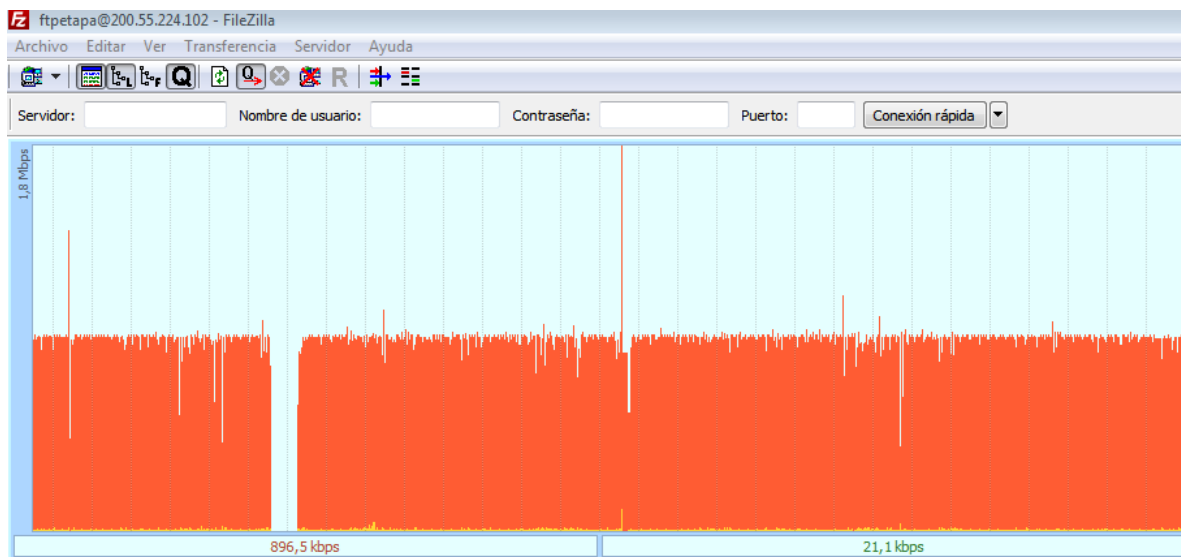 ftpetapa@200.55.224.102 - FileZilla
Archivo Editar Ver Transferencia Servidor Ayuda
L F Q Q R
Servidor: Nombre de usuario: Contraseña: Puerto: Conexión rápida
1,8 Mbps
896,5 kbps 21,1 kbps